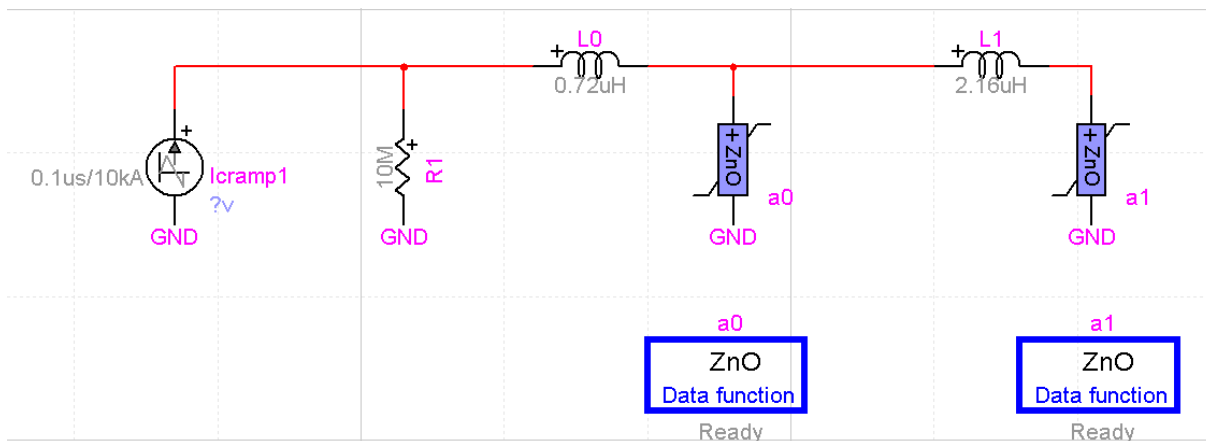 L0
0.72uH
L1
2.16uH
+
+
0.1us/10kA
+
Icramp1
?v
GND
10M
+
R1
GND
+ ZnO
a0
GND
+ ZnO
a1
GND
a0
ZnO
Data function
Ready
a1
ZnO
Data function
Ready